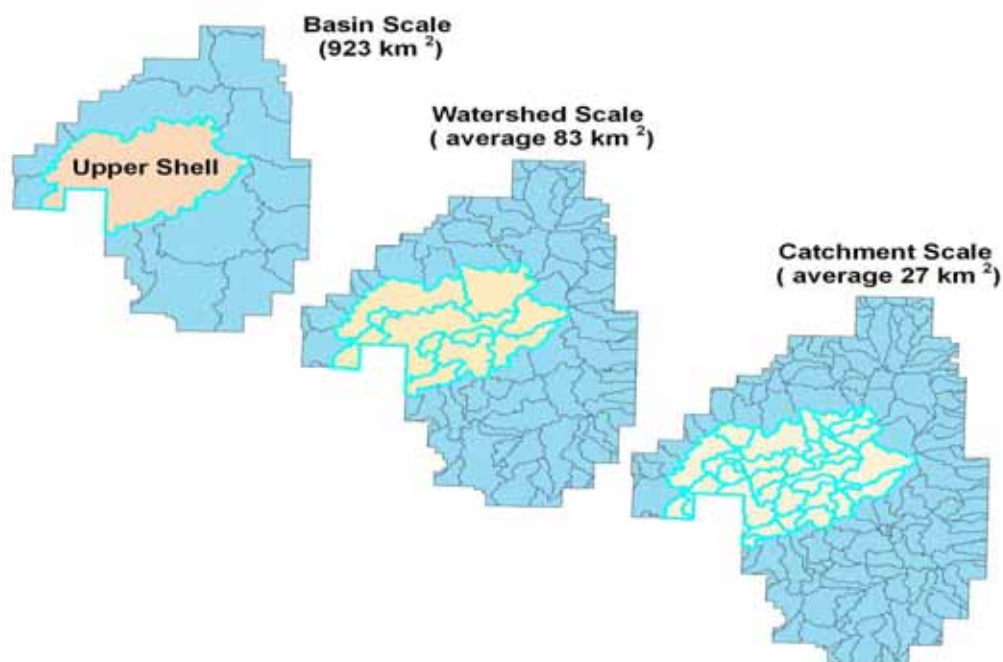 Basin Scale
(923 km ²)
Upper Shell
Watershed Scale
( average 83 km ²)
Catchment Scale
( average 27 km ²)